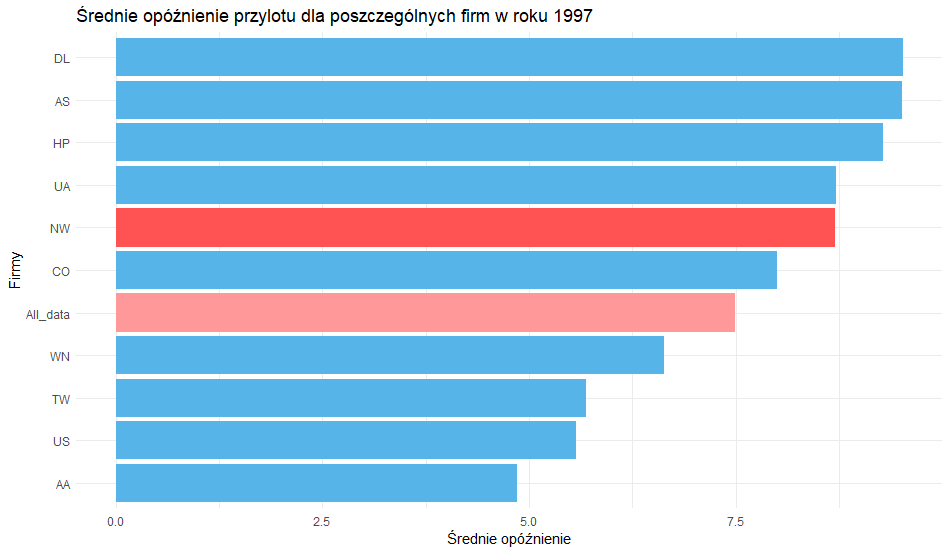 Średnie opóźnienie przylotu dla poszczególnych firm w roku 1997
DL
AS
HP
UA
NW
CO
All_data
WN
TW
US
AA
Firmy
0.0 2.5 5.0 7.5
Średnie opóźnienie